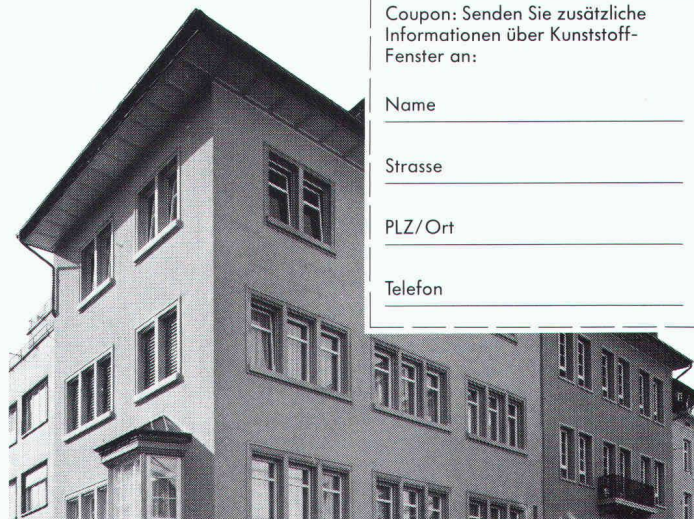 Coupon: Senden Sie zusätzliche
Informationen über Kunststoff-
Fenster an:
Name
Strasse
PLZ/Ort
Telefon